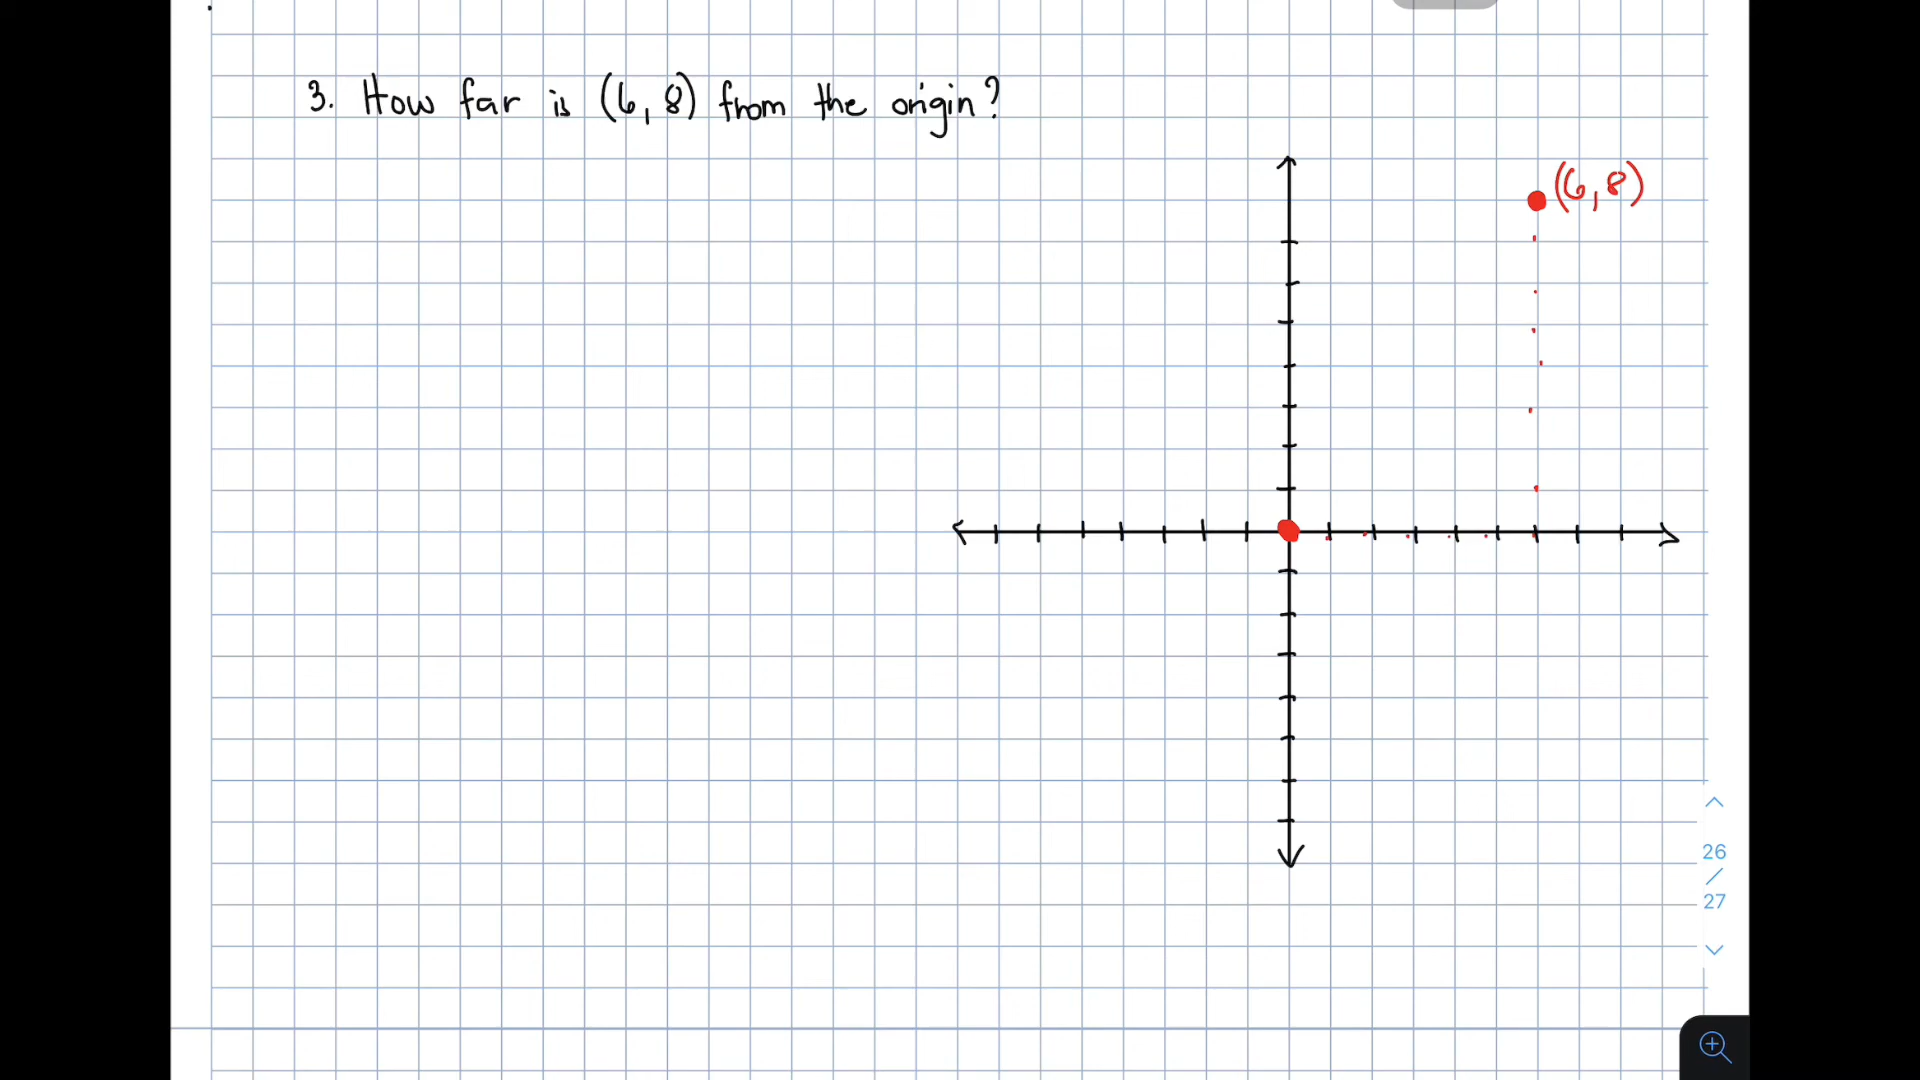 3. How far is (6, 8) from the origin?
(6, 8)
26
/
27